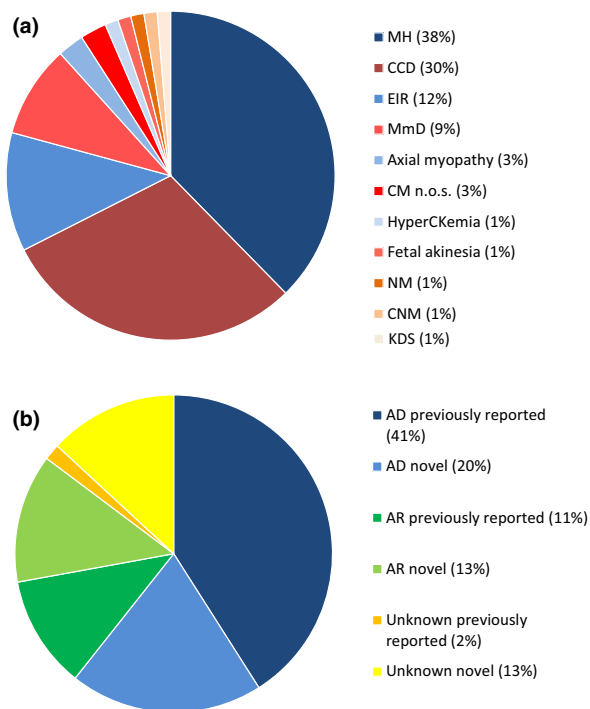 (a)
MH (38%)
CCD (30%)
EIR (12%)
MmD (9%)
Axial myopathy (3%)
CM n.o.s. (3%)
HyperCKemia (1%)
Fetal akinesia (1%)
NM (1%)
CNM (1%)
KDS (1%)
(b)
AD previously reported
(41%)
AD novel (20%)
AR previously reported (11%)
AR novel (13%)
Unknown previously
reported (2%)
Unknown novel (13%)